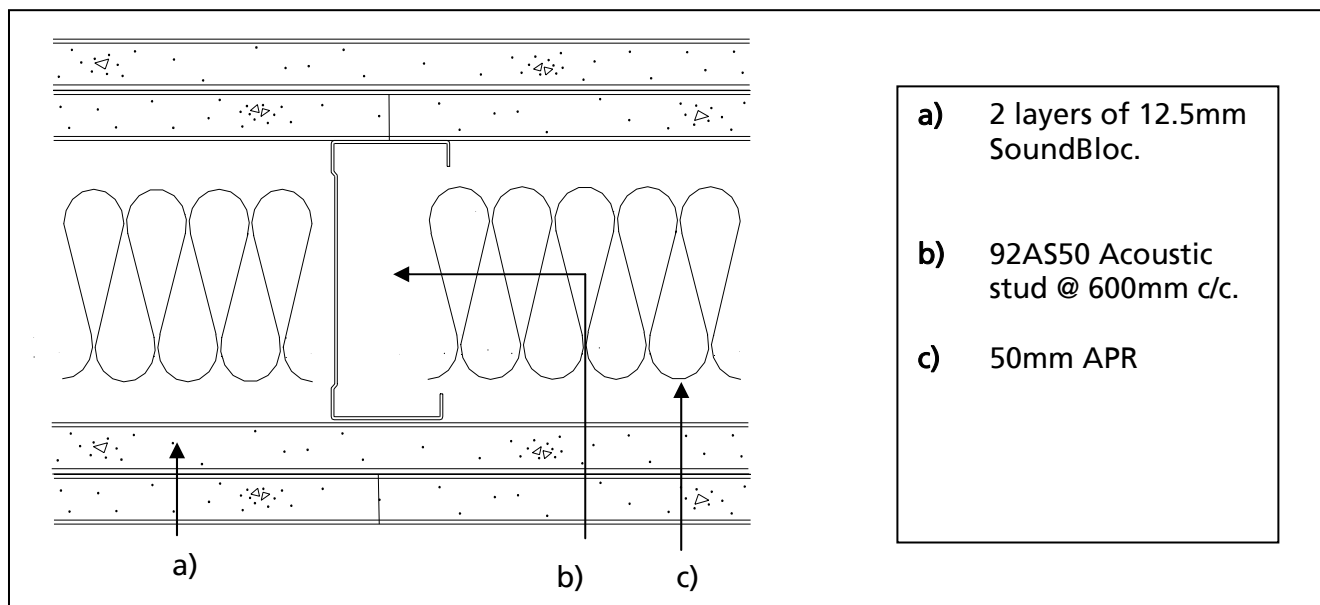 a) 2 layers of 12.5mm
SoundBloc.
b) 92AS50 Acoustic
stud @ 600mm c/c.
c) 50mm APR
a)
b)
c)